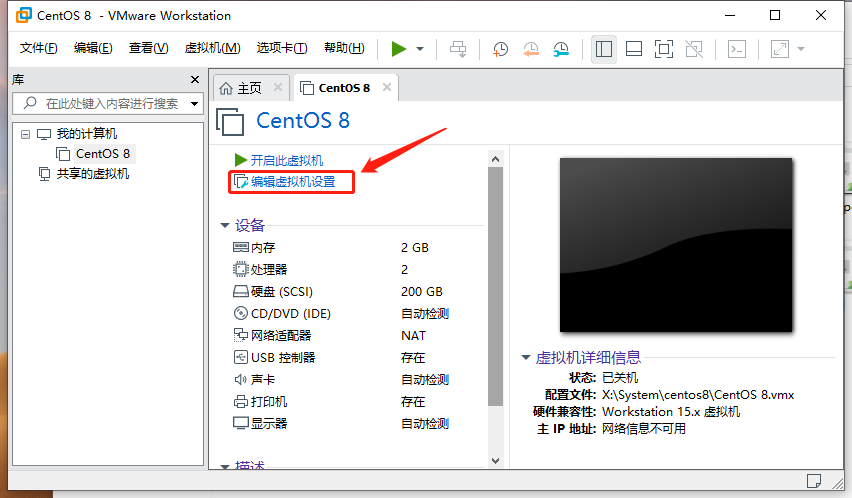 CentOS 8 - VMware Workstation
文件(F) 编辑(E) 查看(V) 虚拟机(M) 选项卡(T) 帮助(H)
库
在此处键入内容进行搜索
我的计算机
CentOS 8
共享的虚拟机
主页 CentOS 8
CentOS 8
开启此虚拟机
编辑虚拟机设置
设备
内存 2 GB
处理器 2
硬盘 (SCSI) 200 GB
CD/DVD (IDE) 自动检测
网络适配器 NAT
USB 控制器 存在
声卡 自动检测
打印机 存在
显示器 自动检测
描述
虚拟机详细信息
状态: 已关机
配置文件: X:\System\centos8\CentOS 8.vmx
硬件兼容性: Workstation 15.x 虚拟机
主 IP 地址: 网络信息不可用